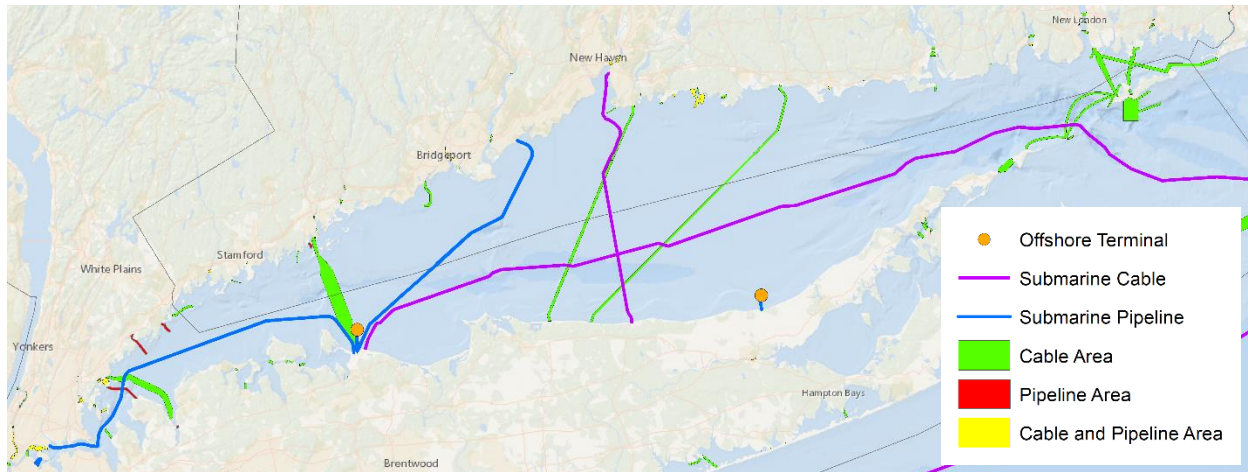 New London
New Haven
Bridgeport
Stamford
White Plains
Yonkers
Hampton Bays
Brentwood
Offshore Terminal
Submarine Cable
Submarine Pipeline
Cable Area
Pipeline Area
Cable and Pipeline Area